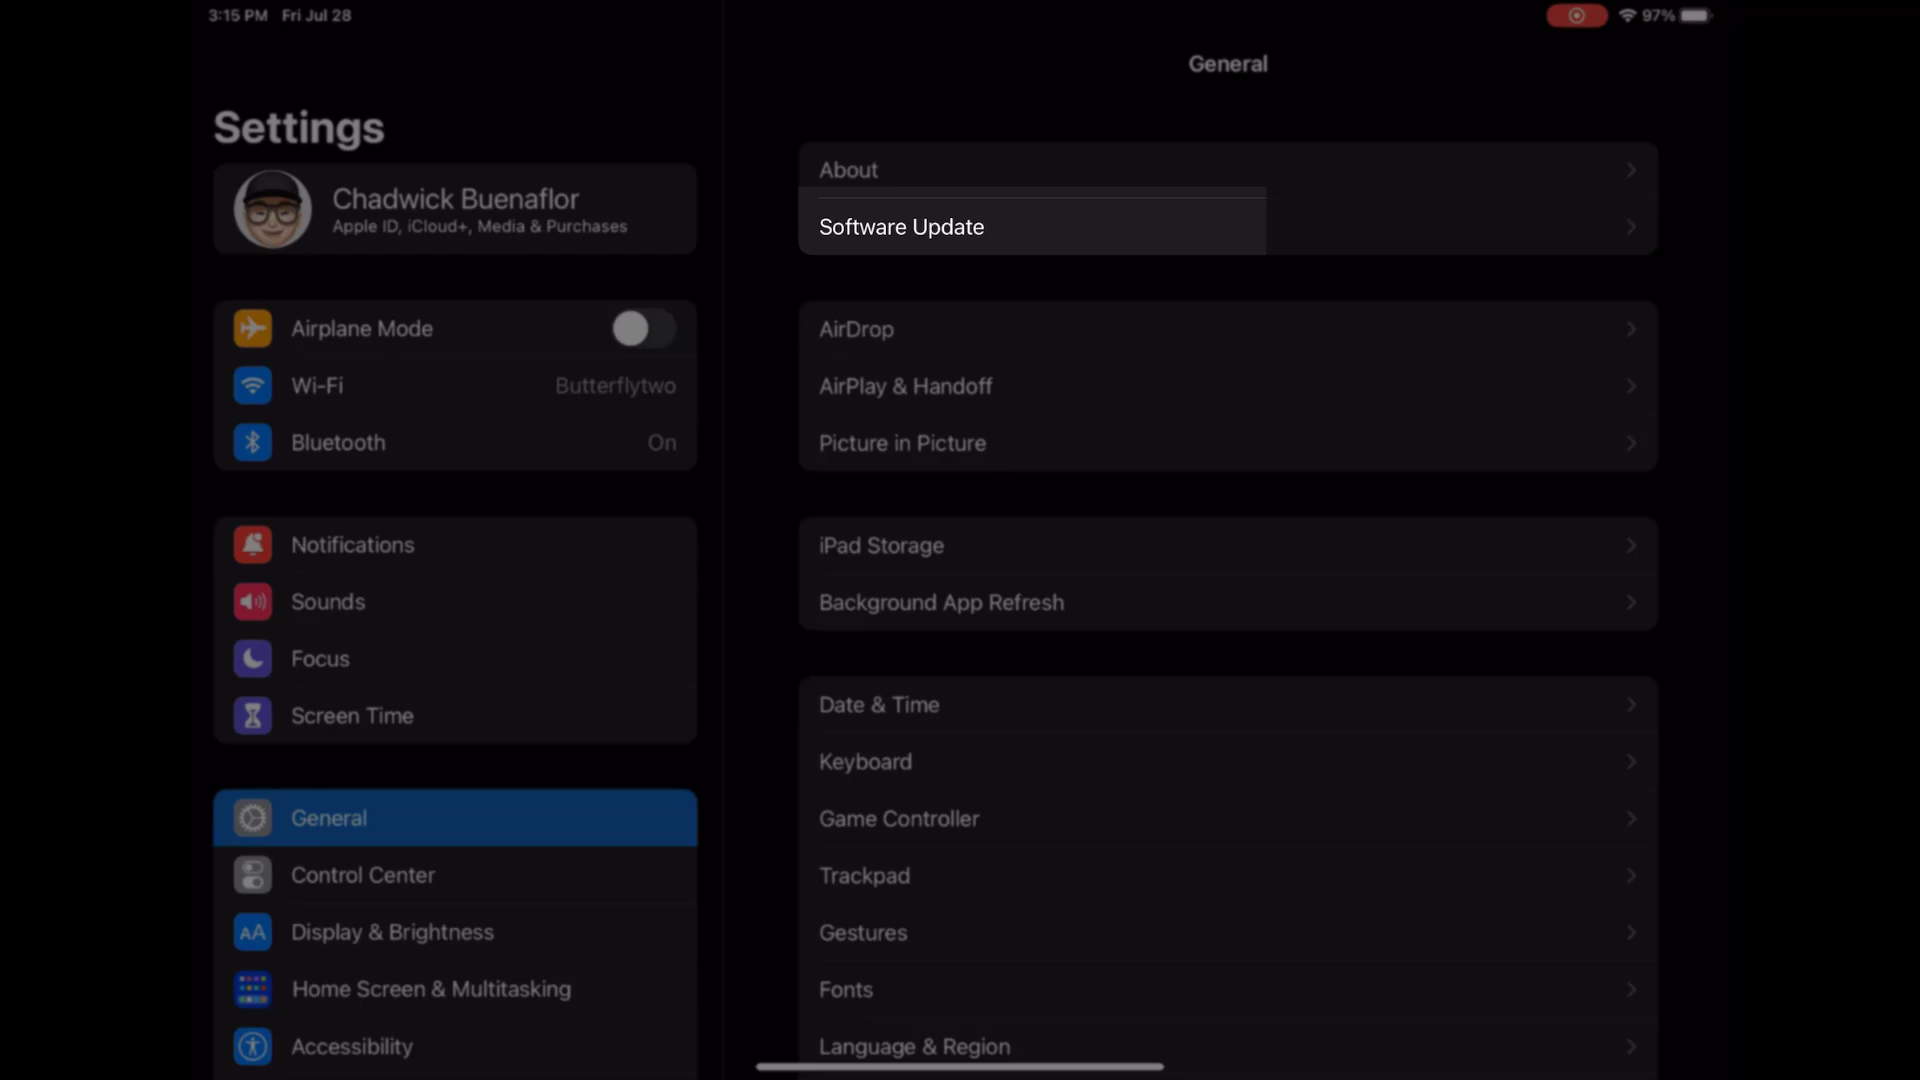 3:15 PM Fri Jul 28
97%
General
Settings
Chadwick Buenaflor
Apple ID, iCloud+, Media & Purchases
Airplane Mode
Wi-Fi Butterflytwo
Bluetooth On
Notifications
Sounds
Focus
Screen Time
General
Control Center
AA Display & Brightness
Home Screen & Multitasking
Accessibility
About
Software Update
AirDrop
AirPlay & Handoff
Picture in Picture
iPad Storage
Background App Refresh
Date & Time
Keyboard
Game Controller
Trackpad
Gestures
Fonts
Language & Region